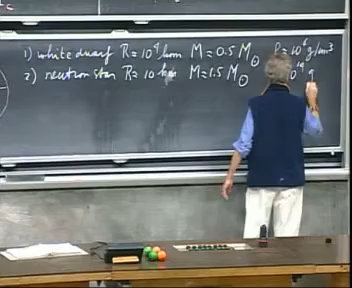 1) white dwarf R ≈ 10⁴ km M = 0.5 M☉ ρ ≈ 10⁶ g/cm³
2) neutron star R ≈ 10 km M ≈ 1.5 M☉ g